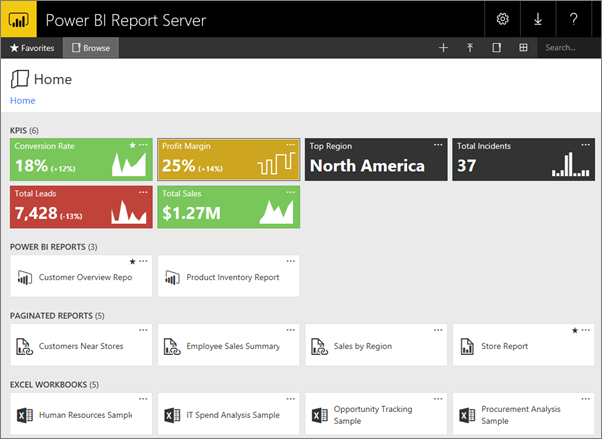 Power BI Report Server
?
★ Favorites
Browse
Search...
Home
Home
KPIS (6)
Conversion Rate
18% (+12%)
Profit Margin
25% (+14%)
Top Region
North America
Total Incidents
37
Total Leads
7,428 (-13%)
Total Sales
$1.27M
POWER BI REPORTS (3)
Customer Overview Repo
Product Inventory Report
PAGINATED REPORTS (5)
Customers Near Stores
Employee Sales Summary
Sales by Region
Store Report
EXCEL WORKBOOKS (5)
Human Resources Sample
IT Spend Analysis Sample
Opportunity Tracking
Sample
Procurement Analysis
Sample